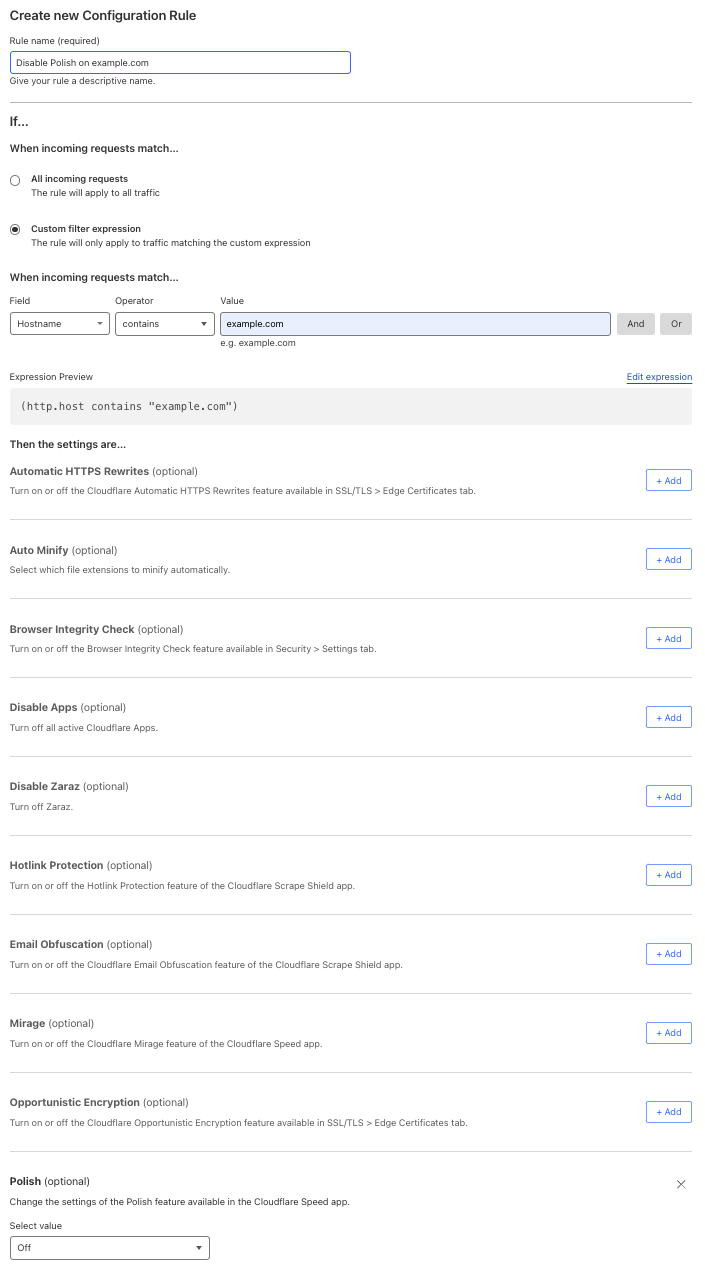 Create new Configuration Rule
Rule name (required)
Disable Polish on example.com
Give your rule a descriptive name.
If...
When incoming requests match...
All incoming requests
The rule will apply to all traffic
Custom filter expression
The rule will only apply to traffic matching the custom expression
When incoming requests match...
Field Operator Value
Hostname contains example.com And Or
e.g. example.com
Expression Preview Edit expression
(http.host contains "example.com")
Then the settings are...
Automatic HTTPS Rewrites (optional)
+ Add
Turn on or off the Cloudflare Automatic HTTPS Rewrites feature available in SSL/TLS > Edge Certificates tab.
Auto Minify (optional)
+ Add
Select which file extensions to minify automatically.
Browser Integrity Check (optional)
+ Add
Turn on or off the Browser Integrity Check feature available in Security > Settings tab.
Disable Apps (optional)
+ Add
Turn off all active Cloudflare Apps.
Disable Zaraz (optional)
+ Add
Turn off Zaraz.
Hotlink Protection (optional)
+ Add
Turn on or off the Hotlink Protection feature of the Cloudflare Scrape Shield app.
Email Obfuscation (optional)
+ Add
Turn on or off the Cloudflare Email Obfuscation feature of the Cloudflare Scrape Shield app.
Mirage (optional)
+ Add
Turn on or off the Cloudflare Mirage feature of the Cloudflare Speed app.
Opportunistic Encryption (optional)
+ Add
Turn on or off the Cloudflare Opportunistic Encryption feature available in SSL/TLS > Edge Certificates tab.
Polish (optional)
Change the settings of the Polish feature available in the Cloudflare Speed app.
Select value
Off